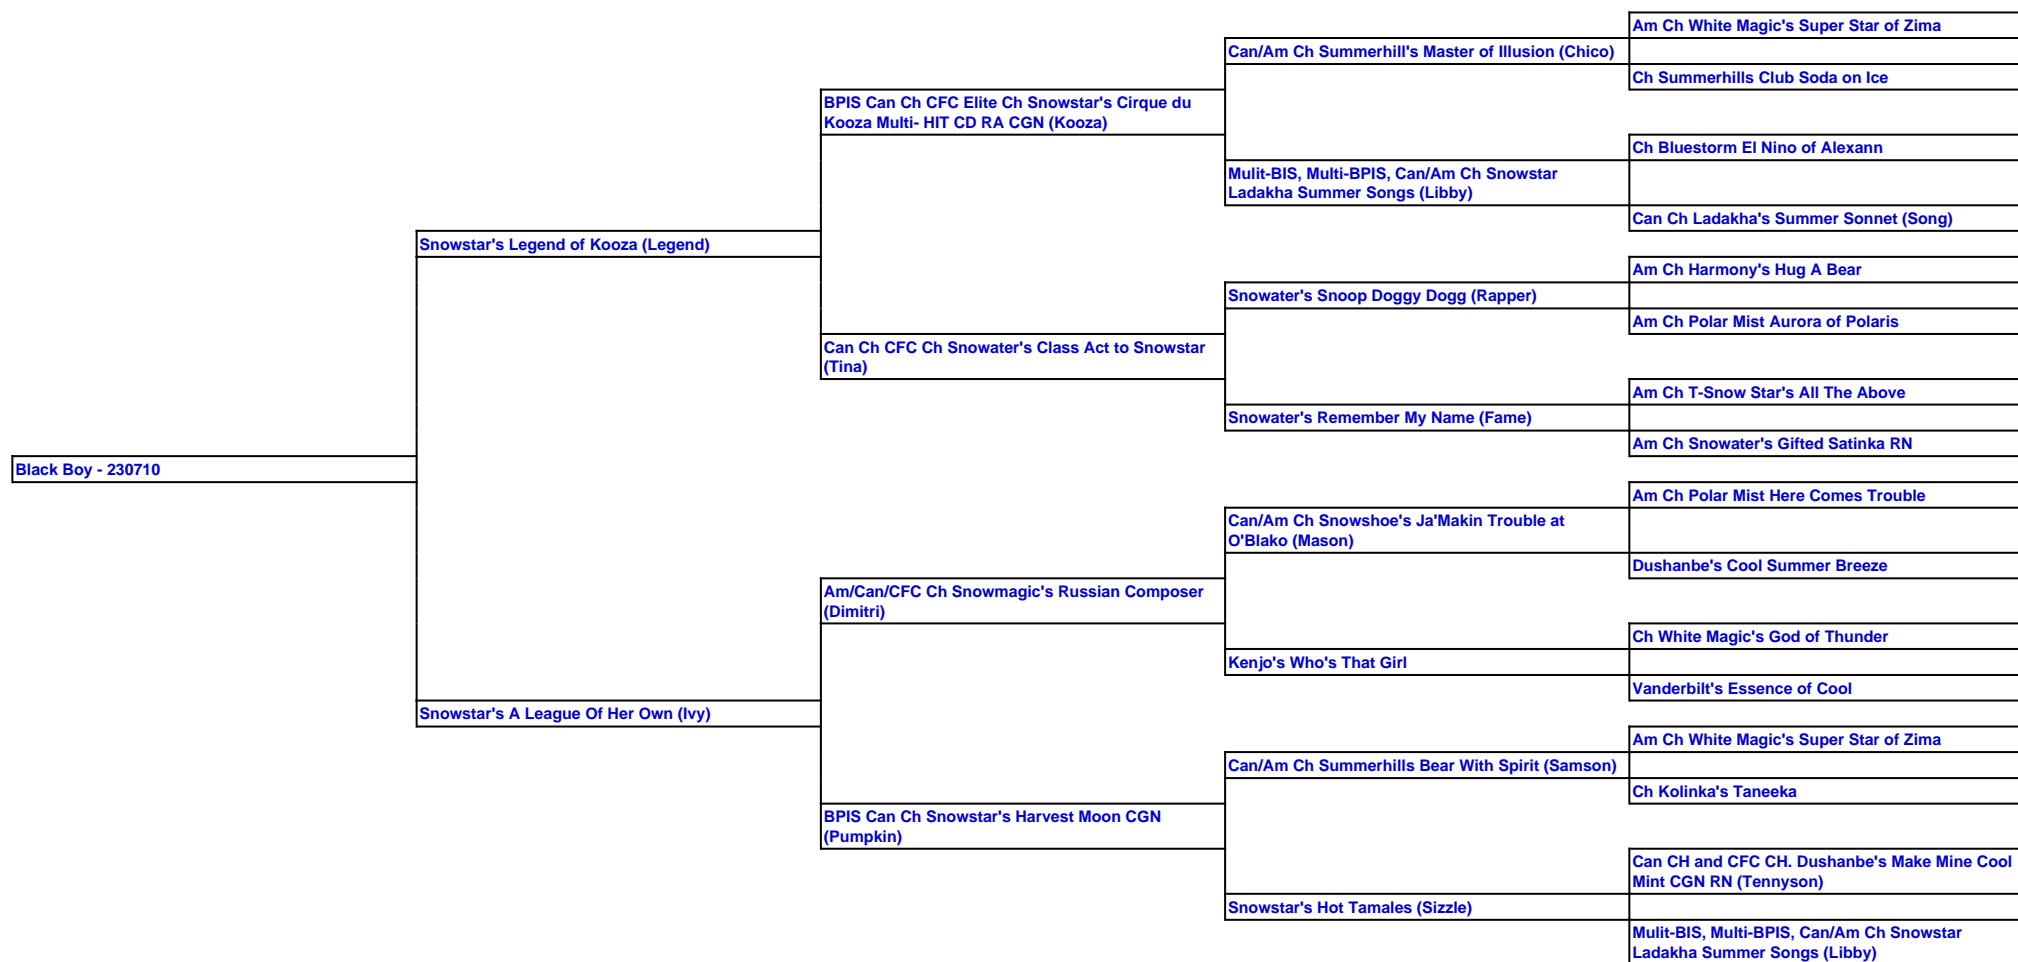 Am Ch White Magic's Super Star of Zima
Can/Am Ch Summerhill's Master of Illusion (Chico)
Ch Summerhills Club Soda on Ice
BPIS Can Ch CFC Elite Ch Snowstar's Cirque du
Kooza Multi- HIT CD RA CGN (Kooza)
Ch Bluestorm El Nino of Alexann
Mulit-BIS, Multi-BPIS, Can/Am Ch Snowstar
Ladakha Summer Songs (Libby)
Can Ch Ladakha's Summer Sonnet (Song)
Snowstar's Legend of Kooza (Legend)
Am Ch Harmony's Hug A Bear
Snowater's Snoop Doggy Dogg (Rapper)
Am Ch Polar Mist Aurora of Polaris
Can Ch CFC Ch Snowater's Class Act to Snowstar
(Tina)
Am Ch T-Snow Star's All The Above
Snowater's Remember My Name (Fame)
Am Ch Snowater's Gifted Satinka RN
Black Boy - 230710
Am Ch Polar Mist Here Comes Trouble
Can/Am Ch Snowshoe's Ja'Makin Trouble at
O'Blako (Mason)
Dushanbe's Cool Summer Breeze
Am/Can/CFC Ch Snowmagic's Russian Composer
(Dimitri)
Ch White Magic's God of Thunder
Kenjo's Who's That Girl
Vanderbilt's Essence of Cool
Snowstar's A League Of Her Own (Ivy)
Am Ch White Magic's Super Star of Zima
Can/Am Ch Summerhills Bear With Spirit (Samson)
Ch Kolinka's Taneeka
BPIS Can Ch Snowstar's Harvest Moon CGN
(Pumpkin)
Can CH and CFC CH. Dushanbe's Make Mine Cool
Mint CGN RN (Tennyson)
Snowstar's Hot Tamales (Sizzle)
Mulit-BIS, Multi-BPIS, Can/Am Ch Snowstar
Ladakha Summer Songs (Libby)